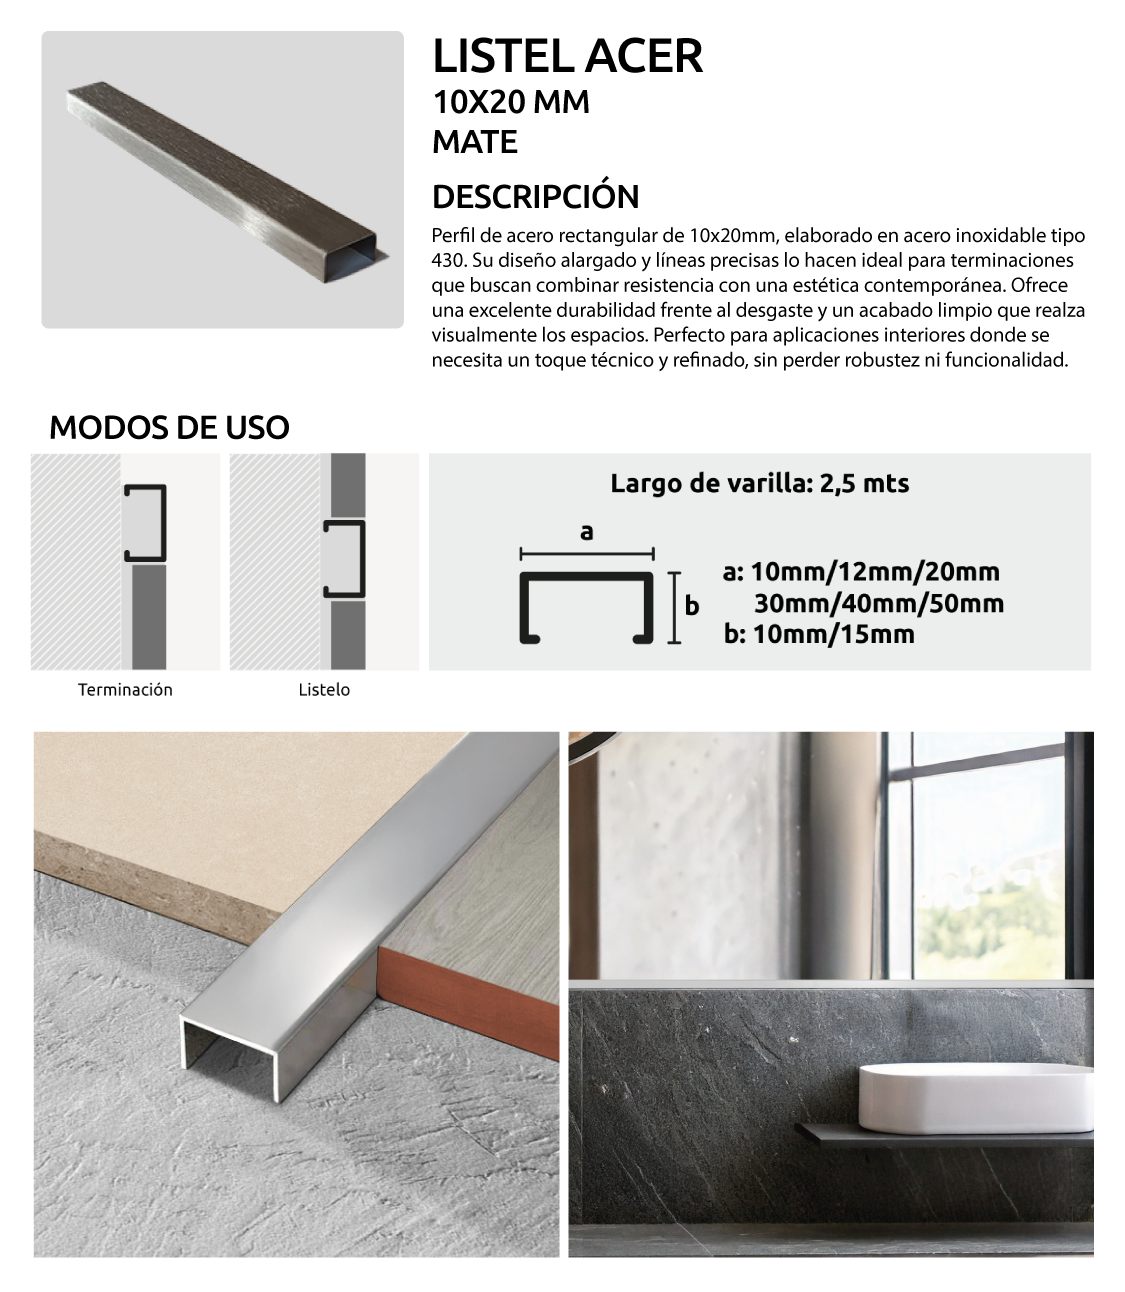 LISTEL ACER
10X20 MM
MATE
DESCRIPCIÓN
Perfil de acero rectangular de 10x20mm, elaborado en acero inoxidable tipo
430. Su diseño alargado y líneas precisas lo hacen ideal para terminaciones
que buscan combinar resistencia con una estética contemporánea. Ofrece
una excelente durabilidad frente al desgaste y un acabado limpio que realza
visualmente los espacios. Perfecto para aplicaciones interiores donde se
necesita un toque técnico y refinado, sin perder robustez ni funcionalidad.
MODOS DE USO
Terminación
Listelo
Largo de varilla: 2,5 mts
a
b
a: 10mm/12mm/20mm
30mm/40mm/50mm
b: 10mm/15mm